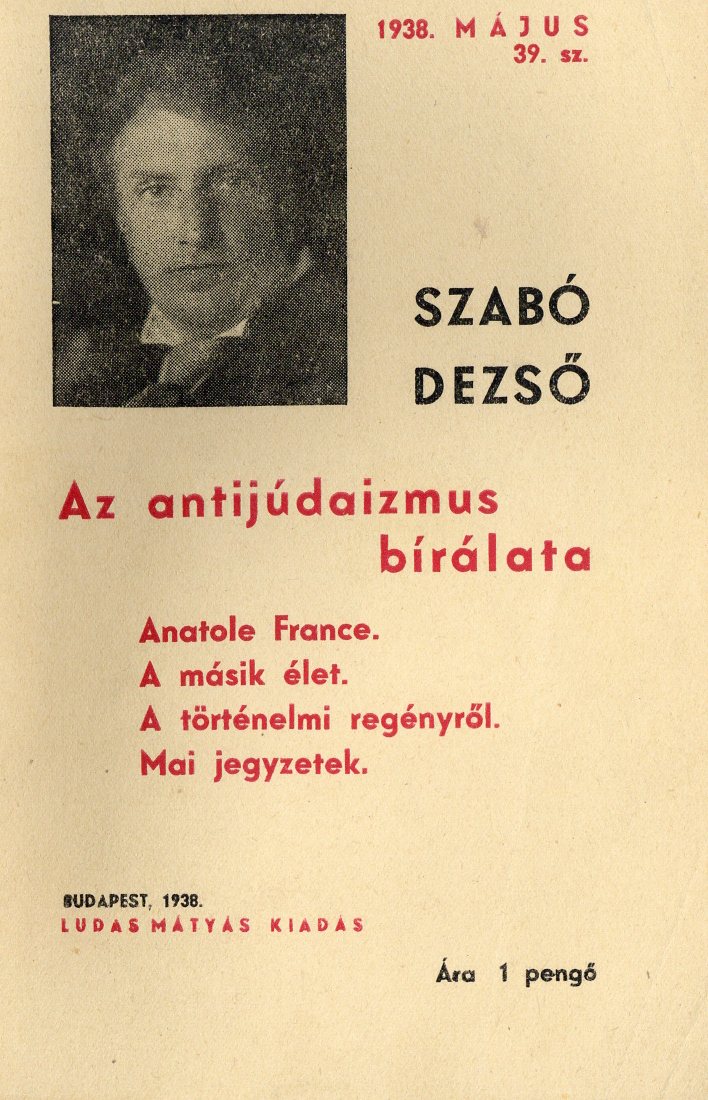 1938. MÁJUS
39. sz.
SZABÓ
DEZSŐ
Az antijúdaizmus
bírálata
Anatole France.
A másik élet.
A történelmi regényről.
Mai jegyzetek.
BUDAPEST, 1938.
LUDAS MÁTYÁS KIADÁS
Ára 1 pengő